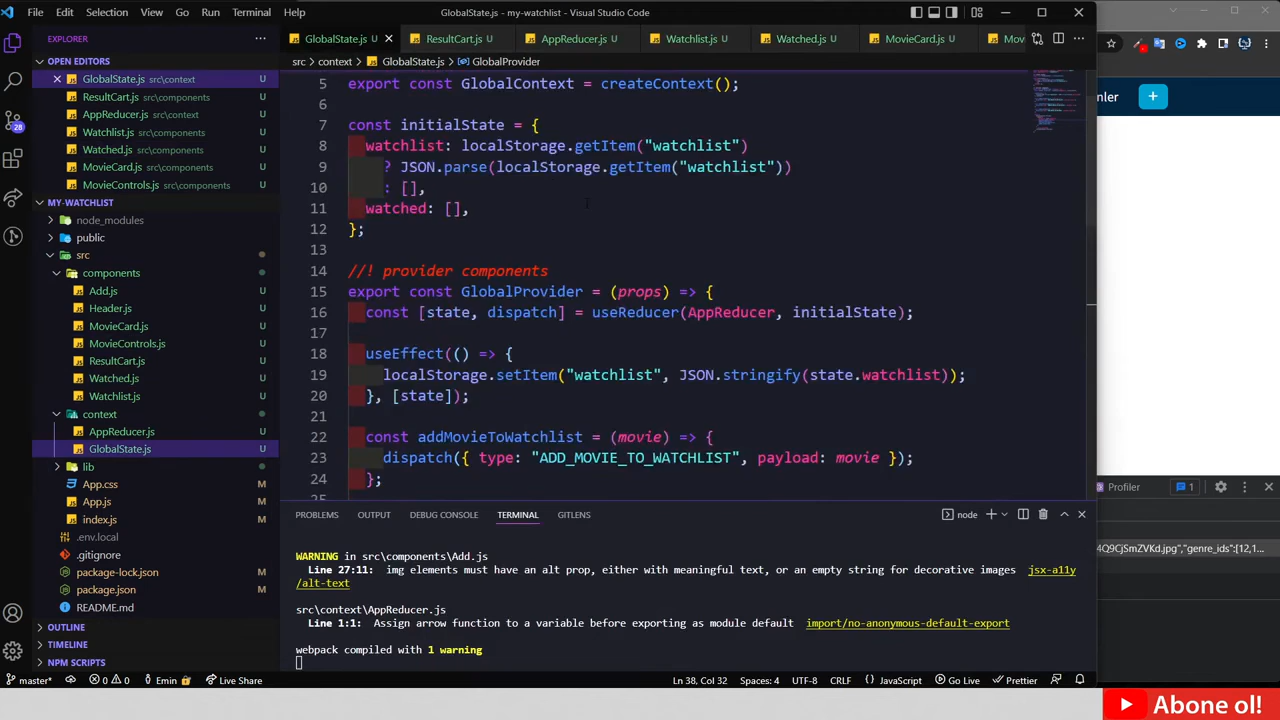 File Edit Selection View Go Run Terminal Help
GlobalState.js - my-watchlist - Visual Studio Code
EXPLORER
GlobalState.js U
ResultCart.js U
AppReducer.js U
Watchlist.js U
Watched.js U
MovieCard.js U
Mov
OPEN EDITORS
GlobalState.js src\context U
ResultCart.js src\components U
AppReducer.js src\context U
Watchlist.js src\components U
Watched.js src\components U
MovieCard.js src\components U
MovieControls.js src\components U
MY-WATCHLIST
node_modules
public
src
components
Add.js U
Header.js U
MovieCard.js U
MovieControls.js U
ResultCart.js U
Watched.js U
Watchlist.js U
context
AppReducer.js U
GlobalState.js U
lib
App.css M
App.js M
index.js M
.env.local
.gitignore
package-lock.json M
package.json M
README.md
OUTLINE
TIMELINE
NPM SCRIPTS
src > context > GlobalState.js > GlobalProvider
5 export const GlobalContext = createContext();
6
7 const initialState = {
8 watchlist: localStorage.getItem("watchlist")
9 ? JSON.parse(localStorage.getItem("watchlist"))
10 : [],
11 watched: [],
12 };
13
14 //! provider components
15 export const GlobalProvider = (props) => {
16 const [state, dispatch] = useReducer(AppReducer, initialState);
17
18 useEffect(() => {
19 localStorage.setItem("watchlist", JSON.stringify(state.watchlist));
20 }, [state]);
21
22 const addMovieToWatchlist = (movie) => {
23 dispatch({ type: "ADD_MOVIE_TO_WATCHLIST", payload: movie });
24 };
25
PROBLEMS OUTPUT DEBUG CONSOLE TERMINAL GITLENS
node
WARNING in src\components\Add.js
Line 27:11: img elements must have an alt prop, either with meaningful text, or an empty string for decorative images jsx-a11y
/alt-text
src\context\AppReducer.js
Line 1:1: Assign arrow function to a variable before exporting as module default import/no-anonymous-default-export
webpack compiled with 1 warning
28
master* 0 0 Emin Live Share
Ln 38, Col 32 Spaces: 4 UTF-8 CRLF JavaScript Go Live Prettier
nler +
Profiler 1
4Q9CjSmZVKd.jpg","genre_ids":[12,1...
Abone ol!